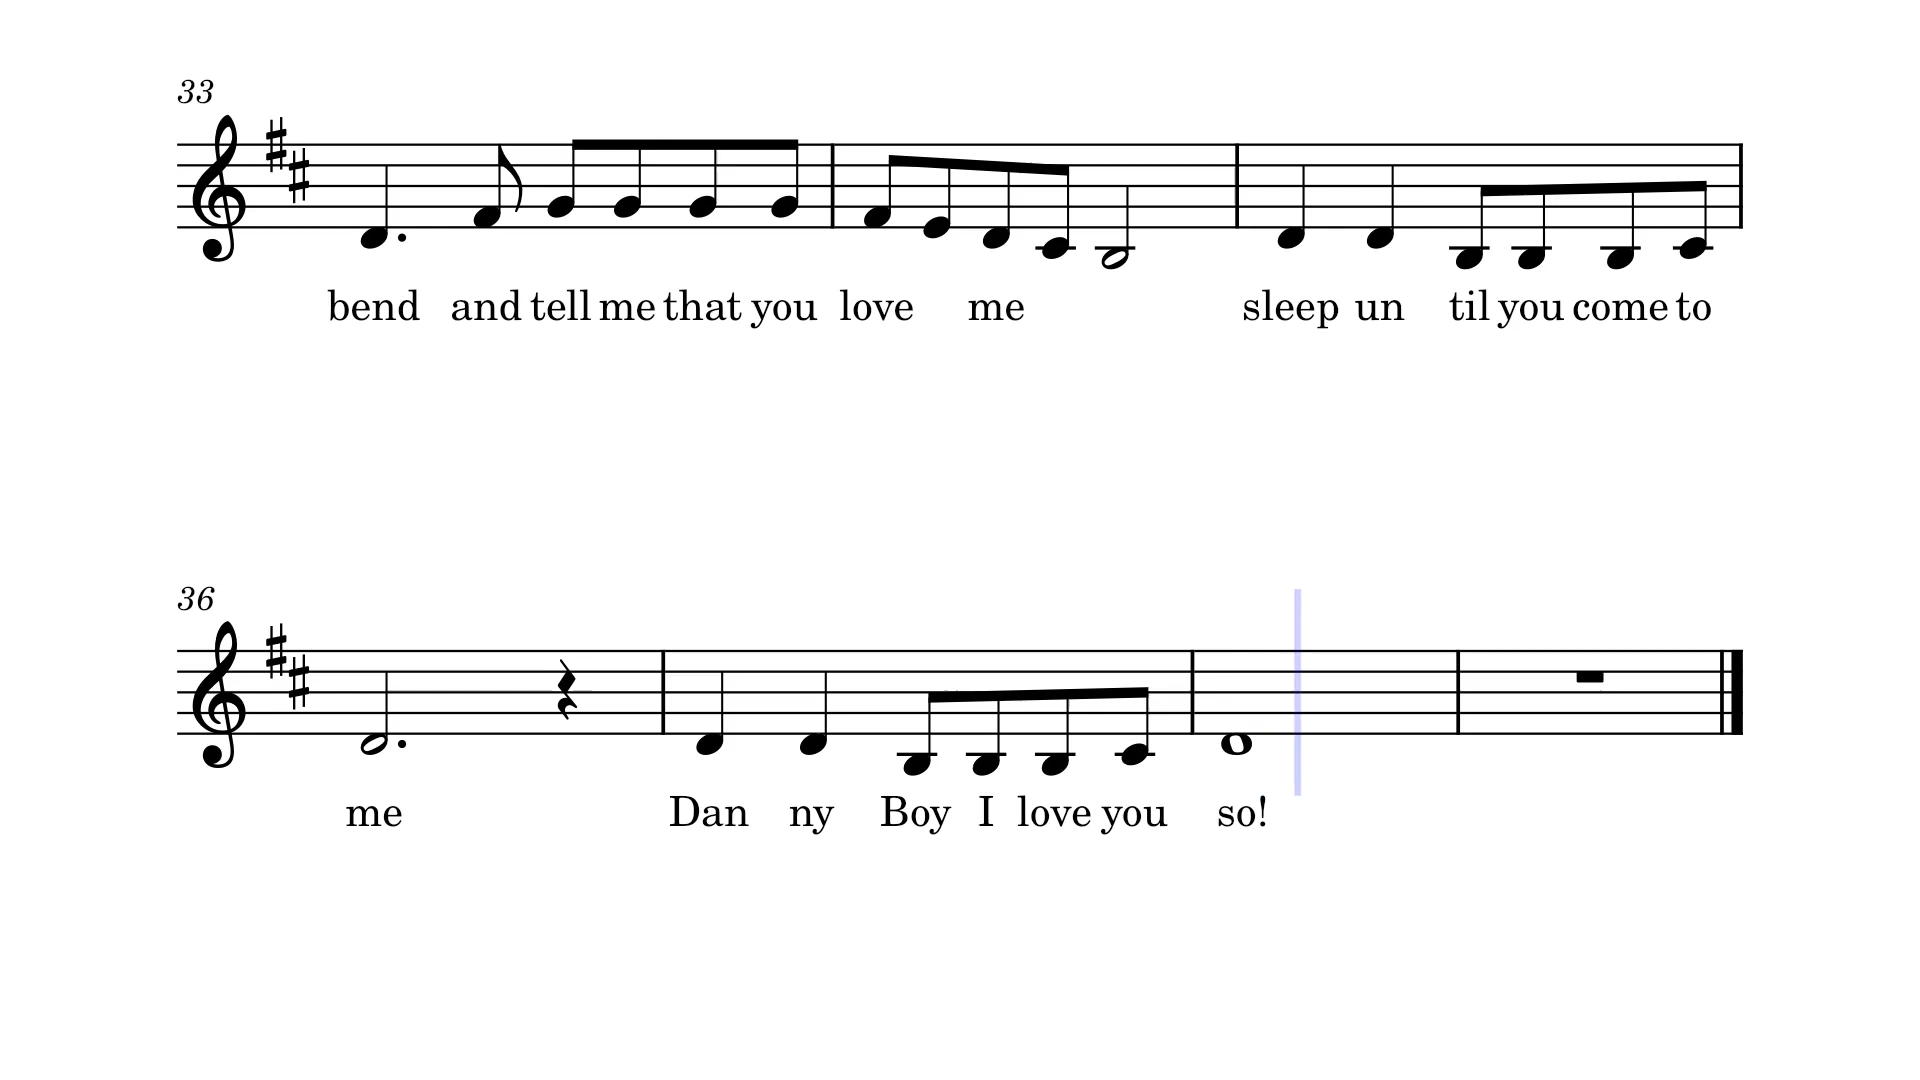 33
bend and tell me that you love me sleep un til you come to
36
me Dan ny Boy I love you so!